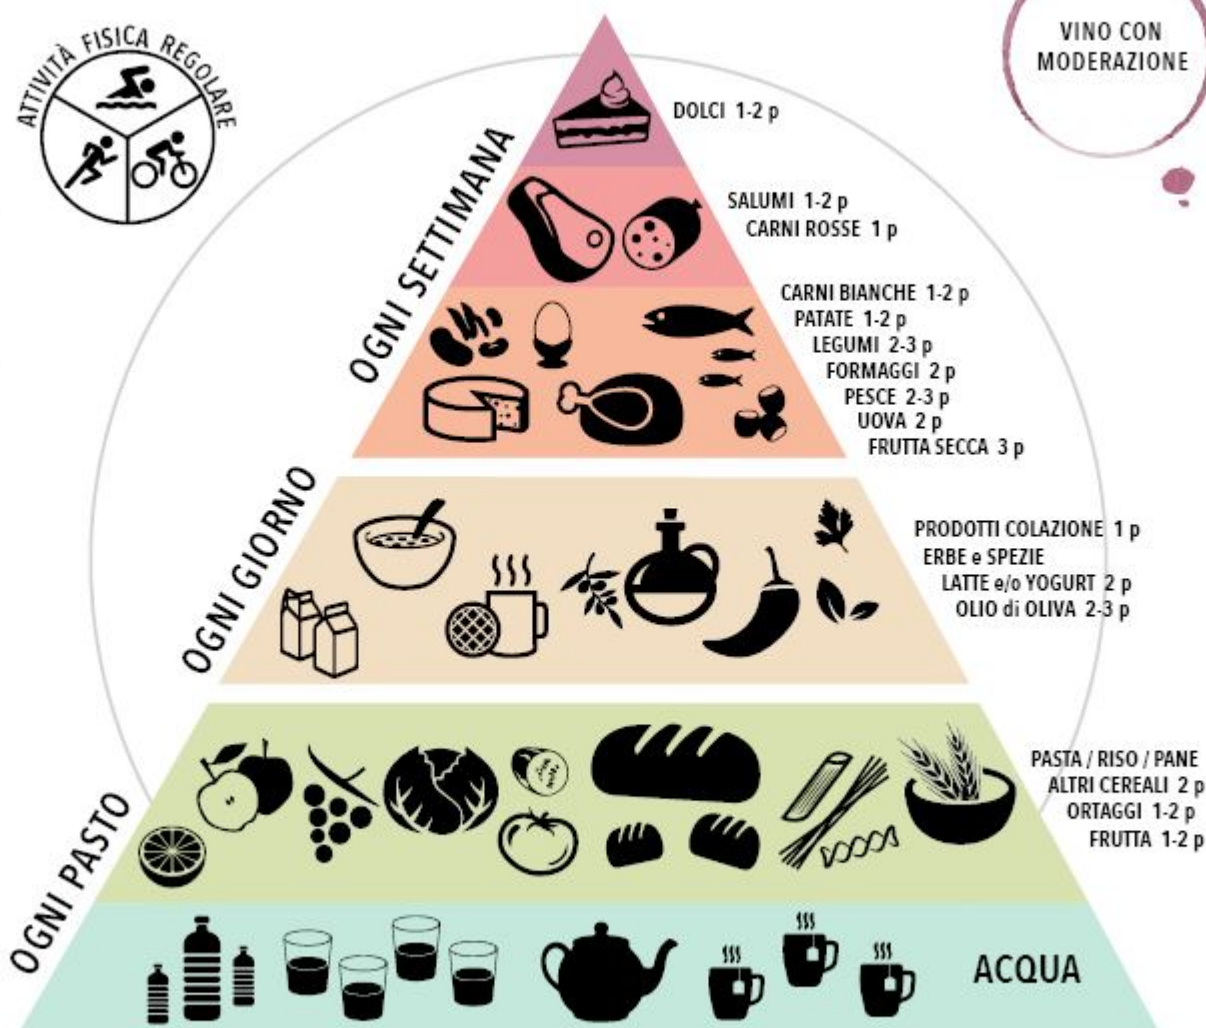 ATTIVITÀ FISICA REGOLARE
VINO CON
MODERAZIONE
OGNI SETTIMANA
DOLCI 1-2 p
SALUMI 1-2 p
CARNI ROSSE 1 p
CARNI BIANCHE 1-2 p
PATATE 1-2 p
LEGUMI 2-3 p
FORMAGGI 2 p
PESCE 2-3 p
UOVA 2 p
FRUTTA SECCA 3 p
OGNI GIORNO
PRODOTTI COLAZIONE 1 p
ERBE e SPEZIE
LATTE e/o YOGURT 2 p
OLIO di OLIVA 2-3 p
OGNI PASTO
PASTA / RISO / PANE
ALTRI CEREALI 2 p
ORTAGGI 1-2 p
FRUTTA 1-2 p
ACQUA